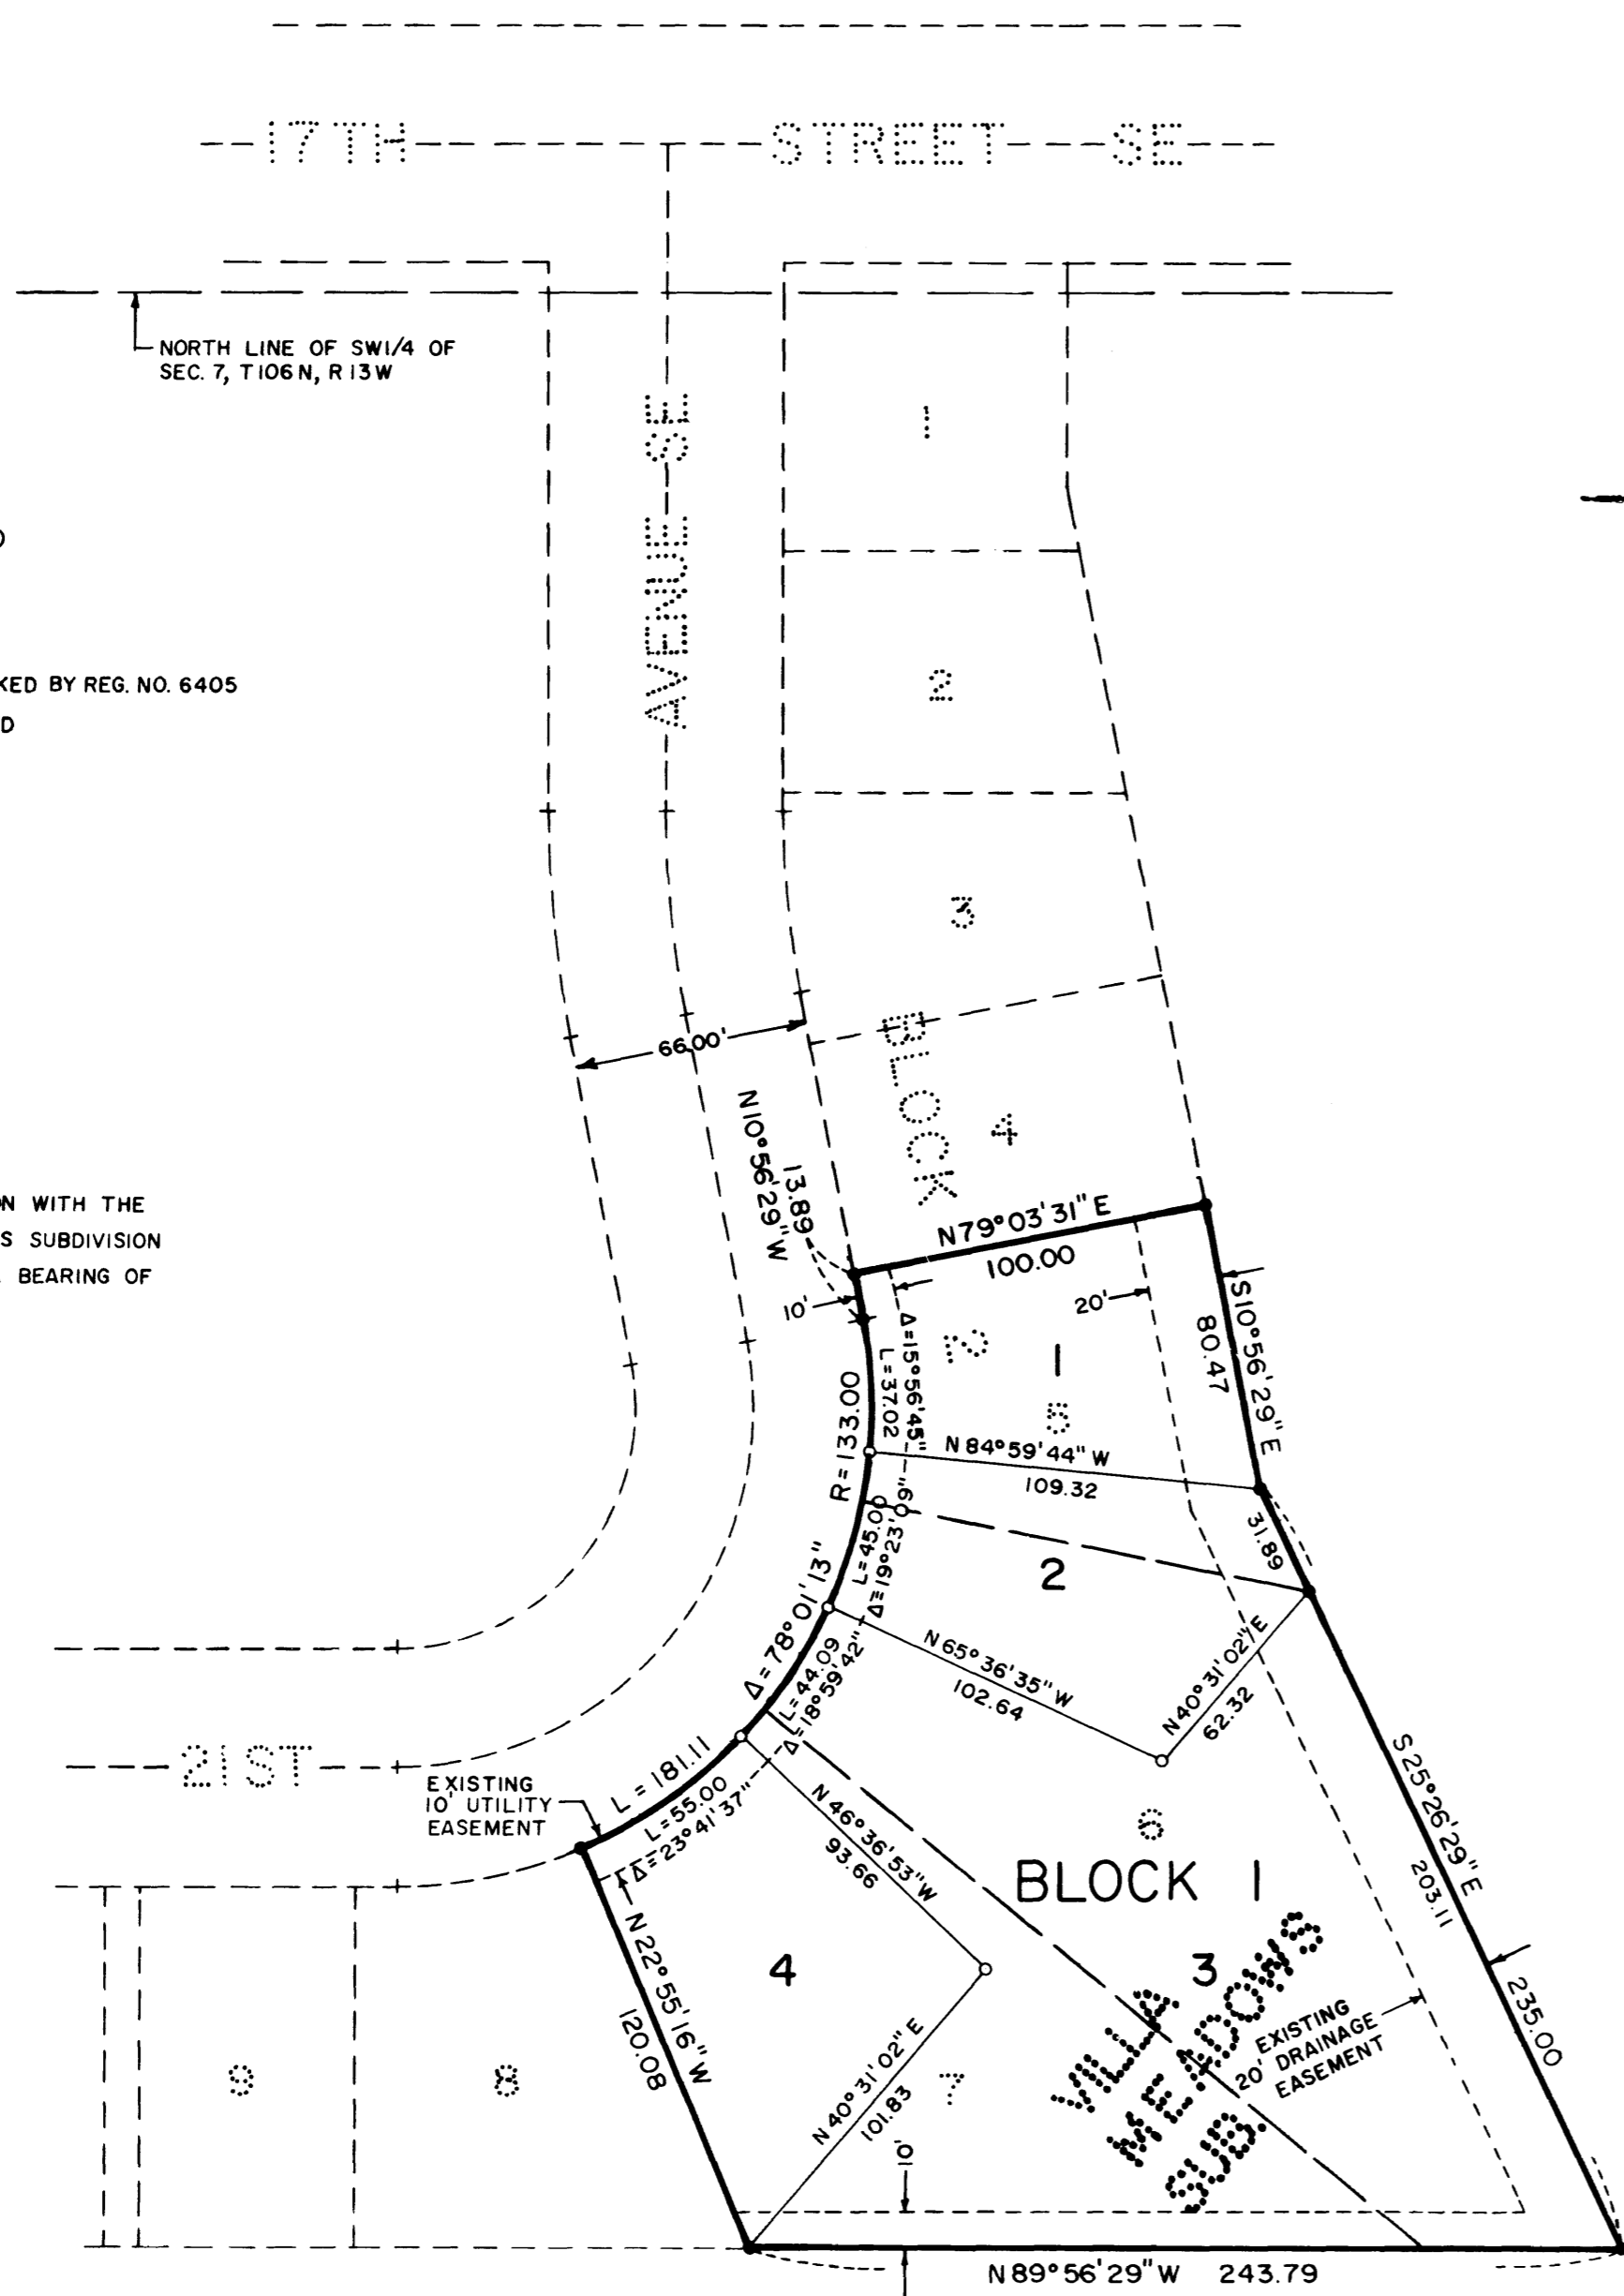 17TH STREET SE
NORTH LINE OF SW1/4 OF
SEC. 7, T106N, R13W
AVENUE SE
1
2
KED BY REG. NO. 6405
D
3
66.00'
BLOCK
2
4
N10°56'29"W
13.89
N WITH THE
S SUBDIVISION
BEARING OF
N79°03'31"E
100.00
10'
20'
S10°56'29"E
80.47
Δ=15°56'45"
L=37.02
1
5
R=133.00
N84°59'44"W
109.32
31.89
L=45.00
Δ=19°23'
2
Δ=78°01'13"
L=44.09
Δ=18°59'42"
N65°36'35"W
102.64
N40°31'02"E
62.32
21ST
EXISTING
10' UTILITY
EASEMENT
L=181.11
L=55.00
Δ=23°41'37"
N46°36'53"W
93.66
6
BLOCK 1
S25°26'29"E
203.11
235.00
N22°55'16"W
120.08
4
3
VILLA
MEADOWS
SUB.
EXISTING
20' DRAINAGE
EASEMENT
9
8
7
N40°31'02"E
101.83
10'
N89°56'29"W 243.79